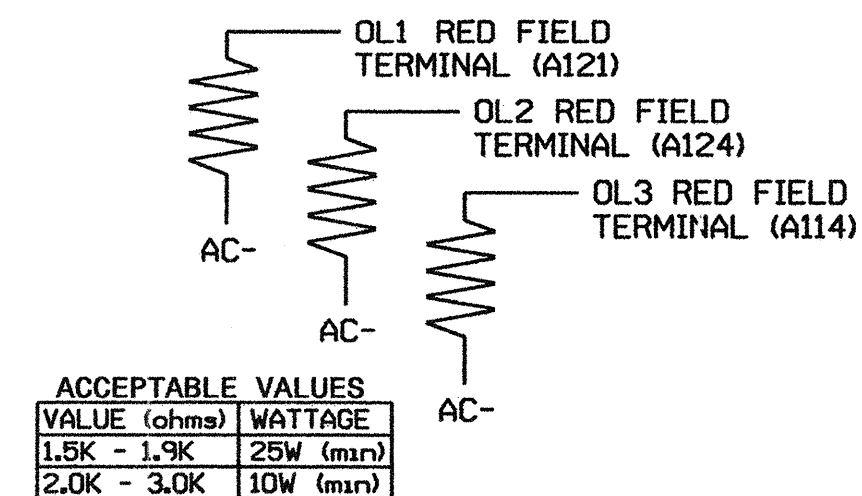 OL1 RED FIELD
TERMINAL (A121)
OL2 RED FIELD
TERMINAL (A124)
OL3 RED FIELD
TERMINAL (A114)
AC-
AC-
AC-
ACCEPTABLE VALUES
VALUE (ohms) WATTAGE
1.5K - 1.9K 25W (min)
2.0K - 3.0K 10W (min)